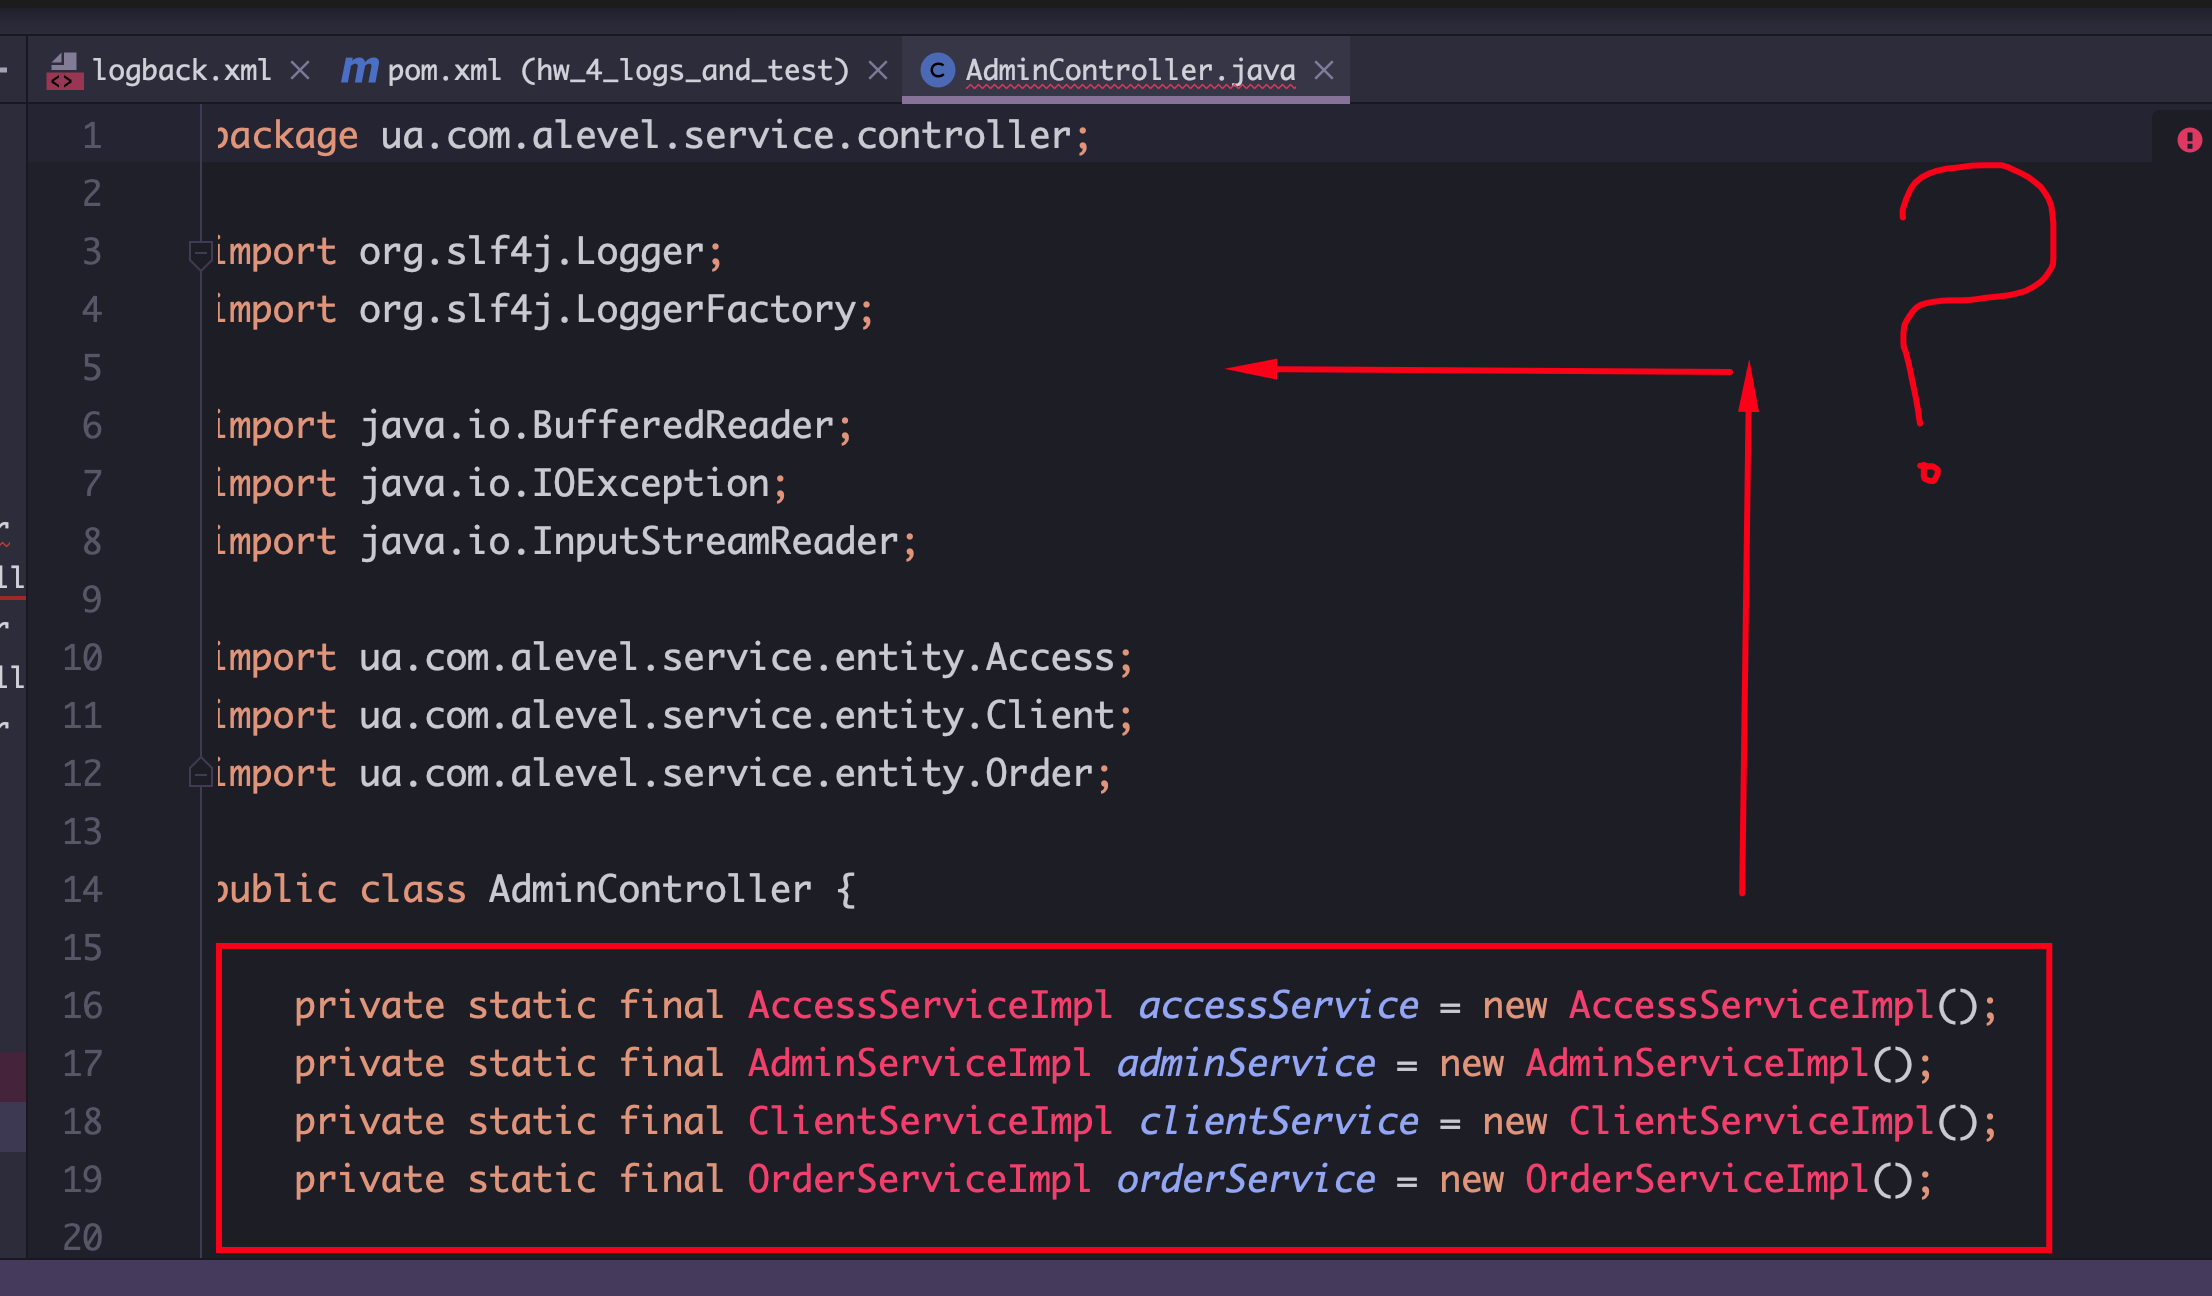 logback.xml pom.xml (hw_4_logs_and_test) AdminController.java
1 package ua.com.alevel.service.controller;
2
3 import org.slf4j.Logger;
4 import org.slf4j.LoggerFactory;
5
6 import java.io.BufferedReader;
7 import java.io.IOException;
8 import java.io.InputStreamReader;
9
10 import ua.com.alevel.service.entity.Access;
11 import ua.com.alevel.service.entity.Client;
12 import ua.com.alevel.service.entity.Order;
13
14 public class AdminController {
15
16 private static final AccessServiceImpl accessService = new AccessServiceImpl();
17 private static final AdminServiceImpl adminService = new AdminServiceImpl();
18 private static final ClientServiceImpl clientService = new ClientServiceImpl();
19 private static final OrderServiceImpl orderService = new OrderServiceImpl();
20
?